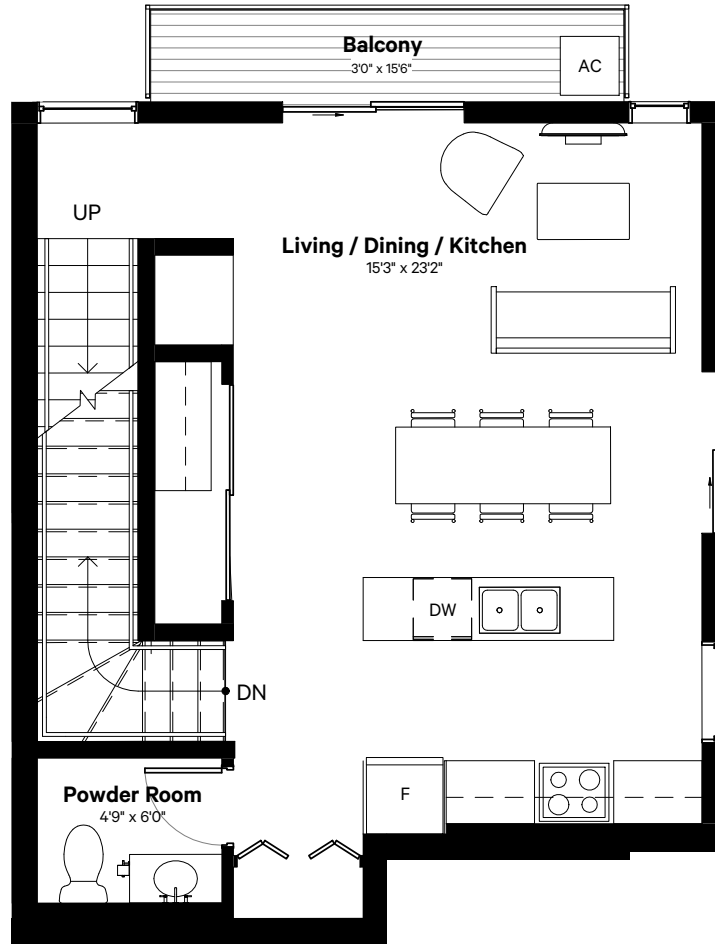 Balcony
3'0" x 15'6"
AC
UP
Living / Dining / Kitchen
15'3" x 23'2"
DW
DN
F
Powder Room
4'9" x 6'0"